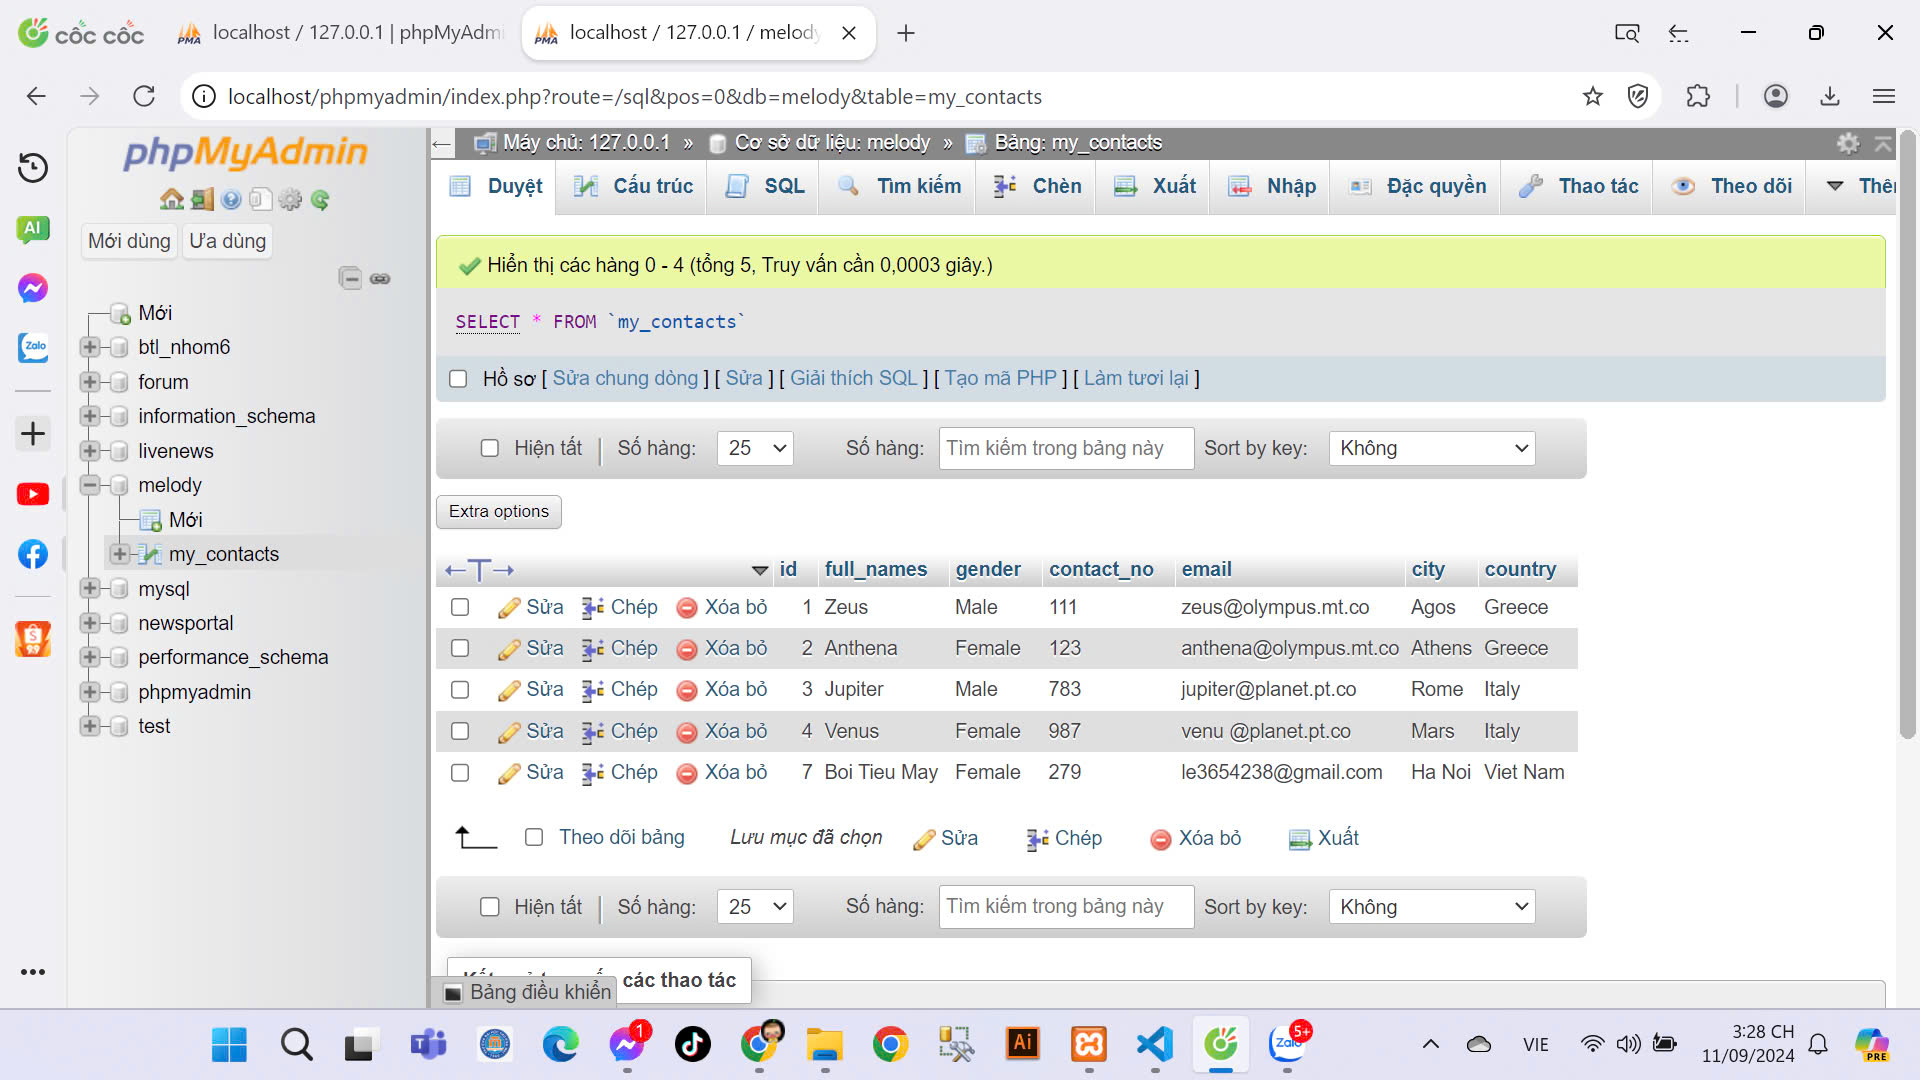 cốc cốc
localhost / 127.0.0.1 | phpMyAdmi
localhost / 127.0.0.1 / melody
localhost/phpmyadmin/index.php?route=/sql&pos=0&db=melody&table=my_contacts
phpMyAdmin
Mới dùng Ưa dùng
Mới
btl_nhom6
forum
information_schema
livenews
melody
Mới
my_contacts
mysql
newsportal
performance_schema
phpmyadmin
test
AI
Zalo
Máy chủ: 127.0.0.1 » Cơ sở dữ liệu: melody » Bảng: my_contacts
Duyệt Cấu trúc SQL Tìm kiếm Chèn Xuất Nhập Đặc quyền Thao tác Theo dõi Thêm
Hiển thị các hàng 0 - 4 (tổng 5, Truy vấn cần 0,0003 giây.)
SELECT * FROM `my_contacts`
Hồ sơ [ Sửa chung dòng ] [ Sửa ] [ Giải thích SQL ] [ Tạo mã PHP ] [ Làm tươi lại ]
Hiện tất | Số hàng: 25 Số hàng: Tìm kiếm trong bảng này Sort by key: Không
Extra options
←T→ id full_names gender contact_no email city country
Sửa Chép Xóa bỏ 1 Zeus Male 111 zeus@olympus.mt.co Agos Greece
Sửa Chép Xóa bỏ 2 Anthena Female 123 anthena@olympus.mt.co Athens Greece
Sửa Chép Xóa bỏ 3 Jupiter Male 783 jupiter@planet.pt.co Rome Italy
Sửa Chép Xóa bỏ 4 Venus Female 987 venu @planet.pt.co Mars Italy
Sửa Chép Xóa bỏ 7 Boi Tieu May Female 279 le3654238@gmail.com Ha Noi Viet Nam
Theo dõi bảng Lưu mục đã chọn Sửa Chép Xóa bỏ Xuất
Hiện tất | Số hàng: 25 Số hàng: Tìm kiếm trong bảng này Sort by key: Không
các thao tác
Bảng điều khiển
1
Ai
Zalo
5+
VIE
3:28 CH
11/09/2024
PRE